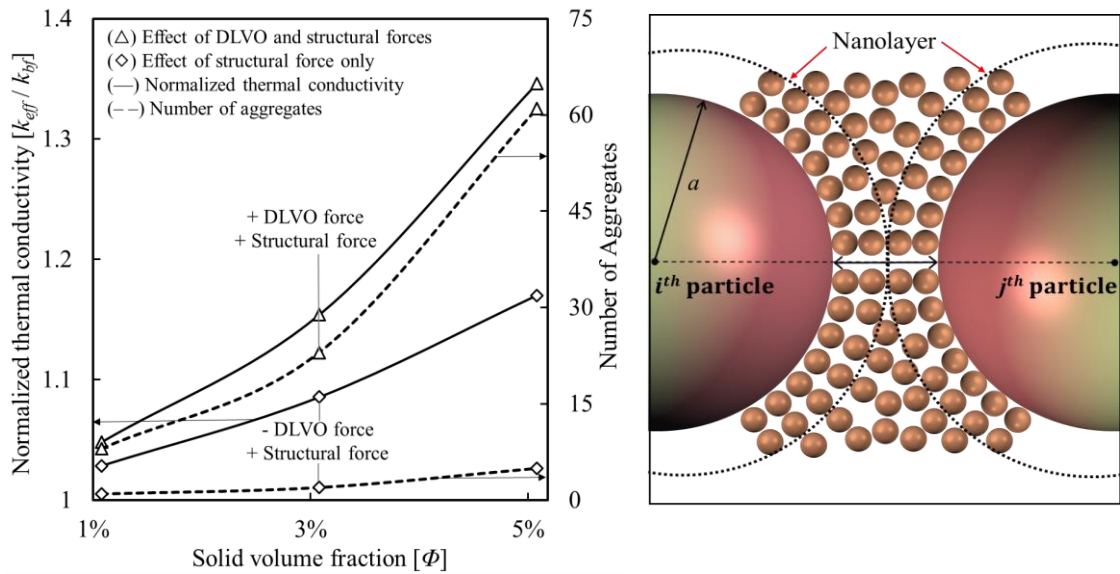 Normalized thermal conductivity [k_eff / k_bf]
1.4
1.3
1.2
1.1
1
(△) Effect of DLVO and structural forces
(◇) Effect of structural force only
(—) Normalized thermal conductivity
(– –) Number of aggregates
+ DLVO force
+ Structural force
- DLVO force
+ Structural force
75
60
45
30
15
0
Number of Aggregates
1%
3%
5%
Solid volume fraction [Φ]
Nanolayer
a
iᵗʰ particle
jᵗʰ particle